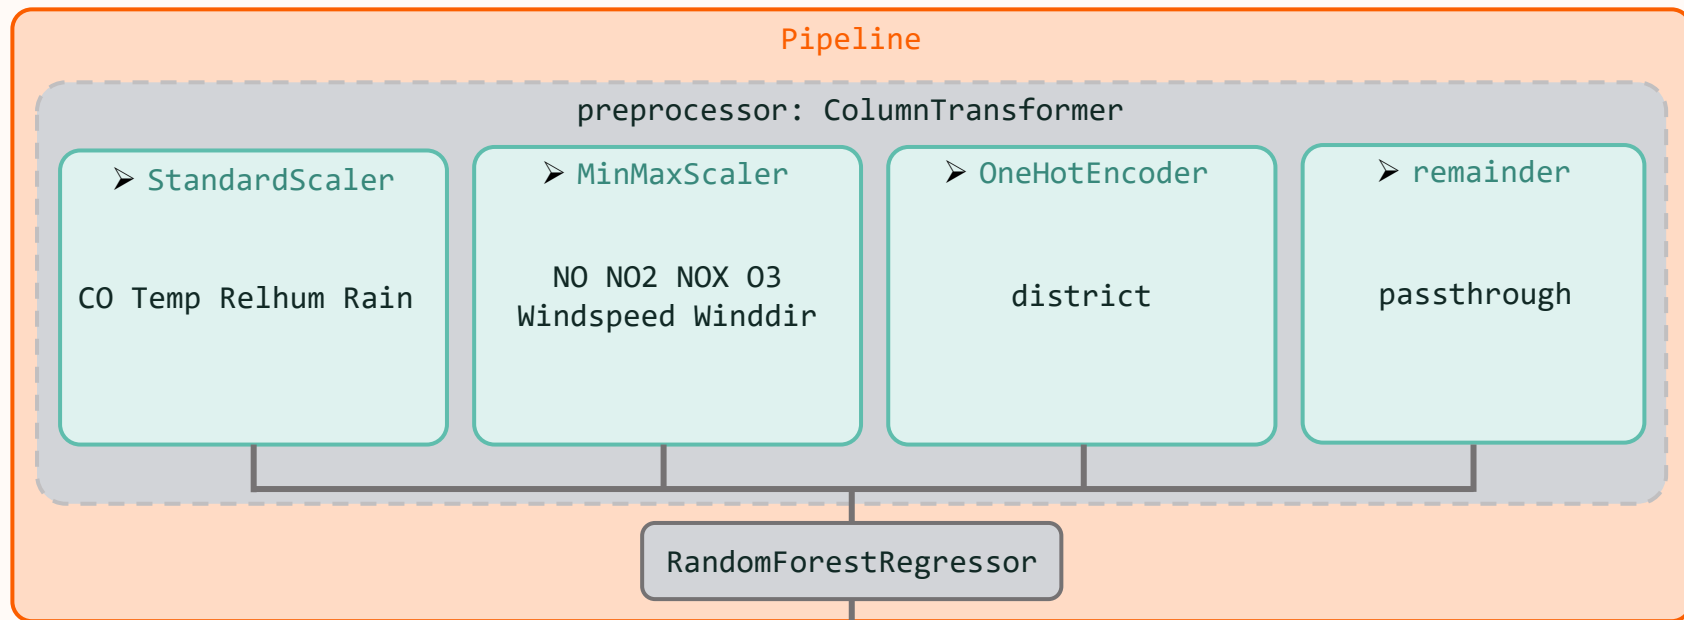 Pipeline
preprocessor: ColumnTransformer
➢ StandardScaler
CO Temp Relhum Rain
➢ MinMaxScaler
NO NO2 NOX O3
Windspeed Winddir
➢ OneHotEncoder
district
➢ remainder
passthrough
RandomForestRegressor